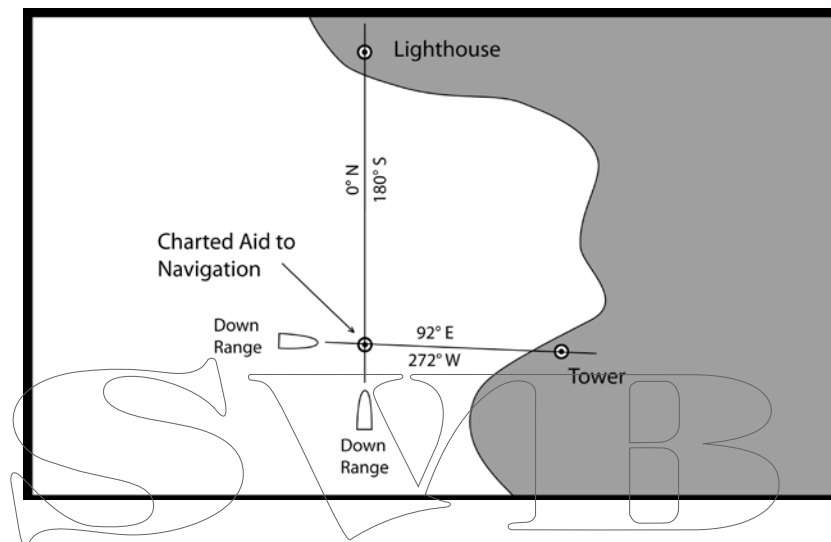 Lighthouse
0° N
180° S
Charted Aid to
Navigation
Down
Range
92° E
272° W
Tower
Down
Range
SVB